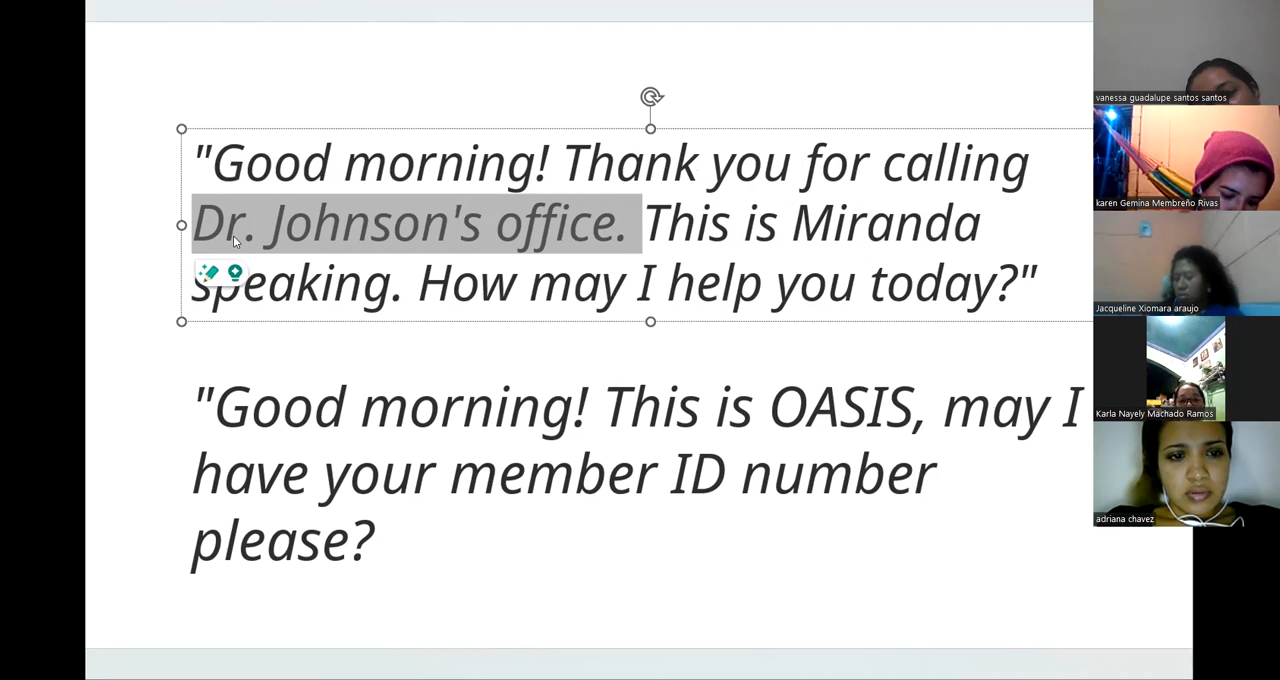 "Good morning! Thank you for calling
Dr. Johnson's office. This is Miranda
speaking. How may I help you today?"
"Good morning! This is OASIS, may I
have your member ID number
please?
vanessa guadalupe santos santos
karen Gemina Membreño Rivas
Jacqueline Xiomara araujo
Karla Nayely Machado Ramos
adriana chavez